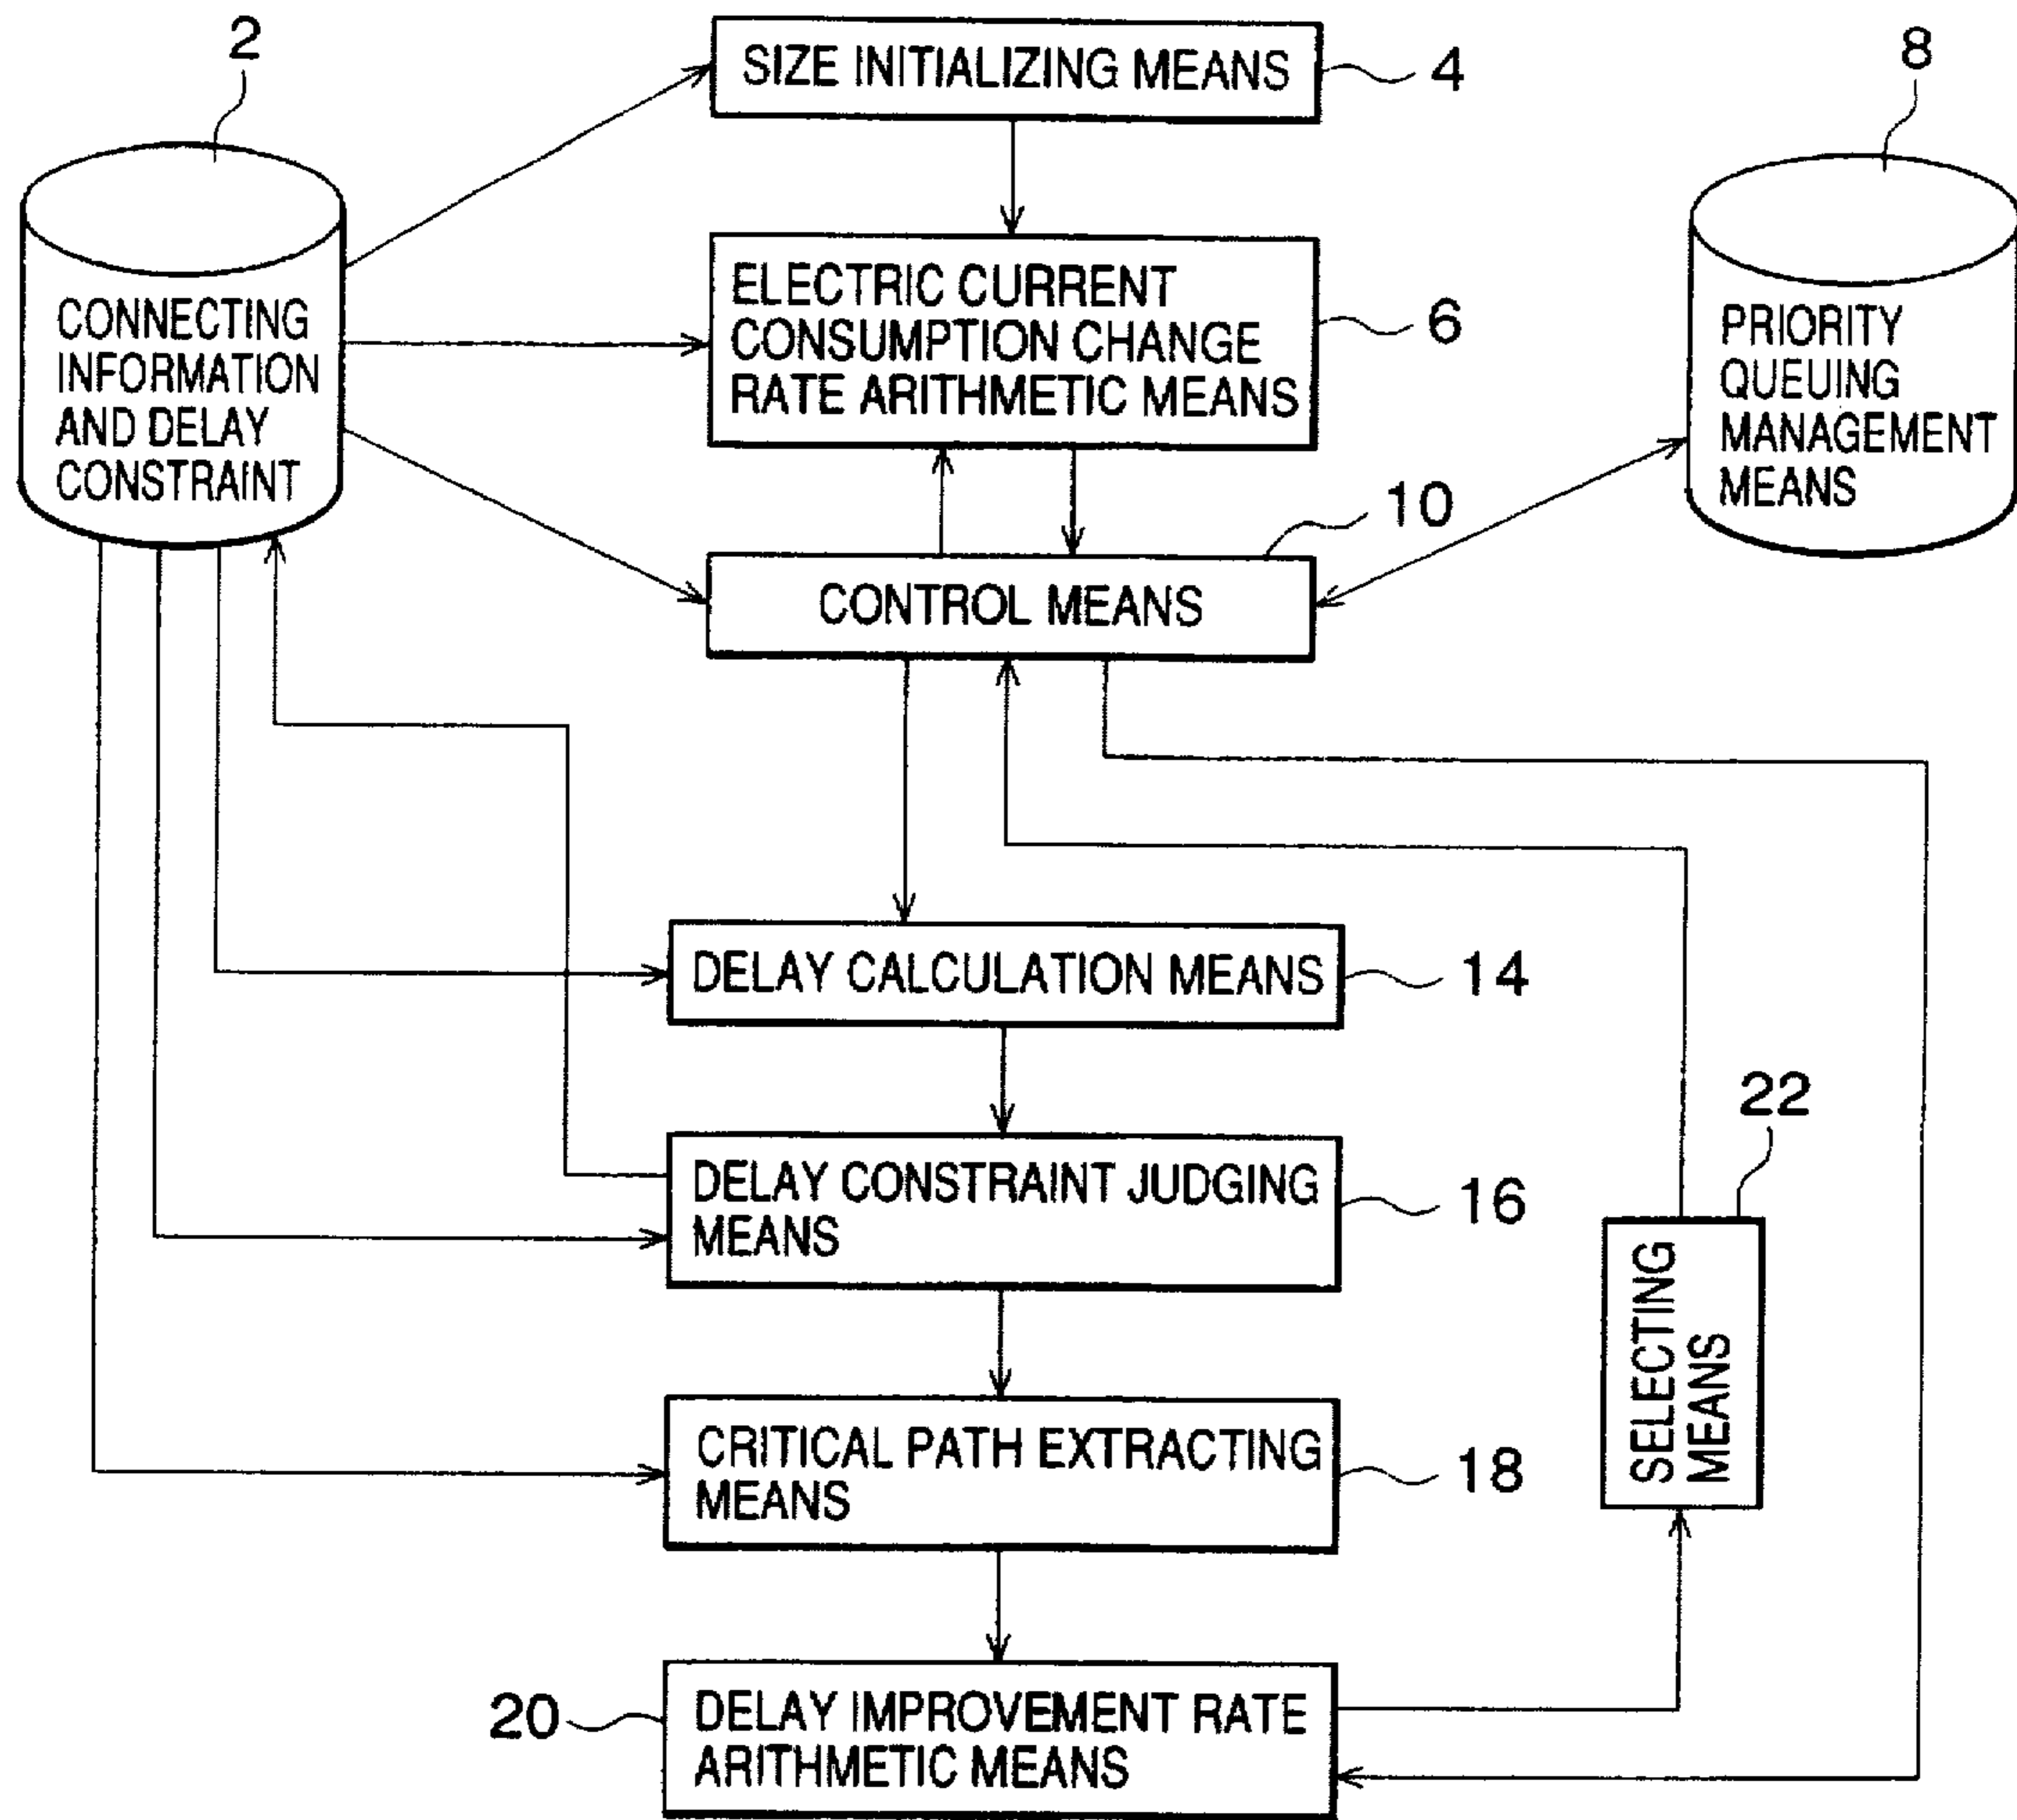 2
SIZE INITIALIZING MEANS
4
8
CONNECTING
INFORMATION
AND DELAY
CONSTRAINT
ELECTRIC CURRENT
CONSUMPTION CHANGE
RATE ARITHMETIC MEANS
6
PRIORITY
QUEUING
MANAGEMENT
MEANS
10
CONTROL MEANS
DELAY CALCULATION MEANS
14
DELAY CONSTRAINT JUDGING
MEANS
16
22
SELECTING
MEANS
CRITICAL PATH EXTRACTING
MEANS
18
20
DELAY IMPROVEMENT RATE
ARITHMETIC MEANS